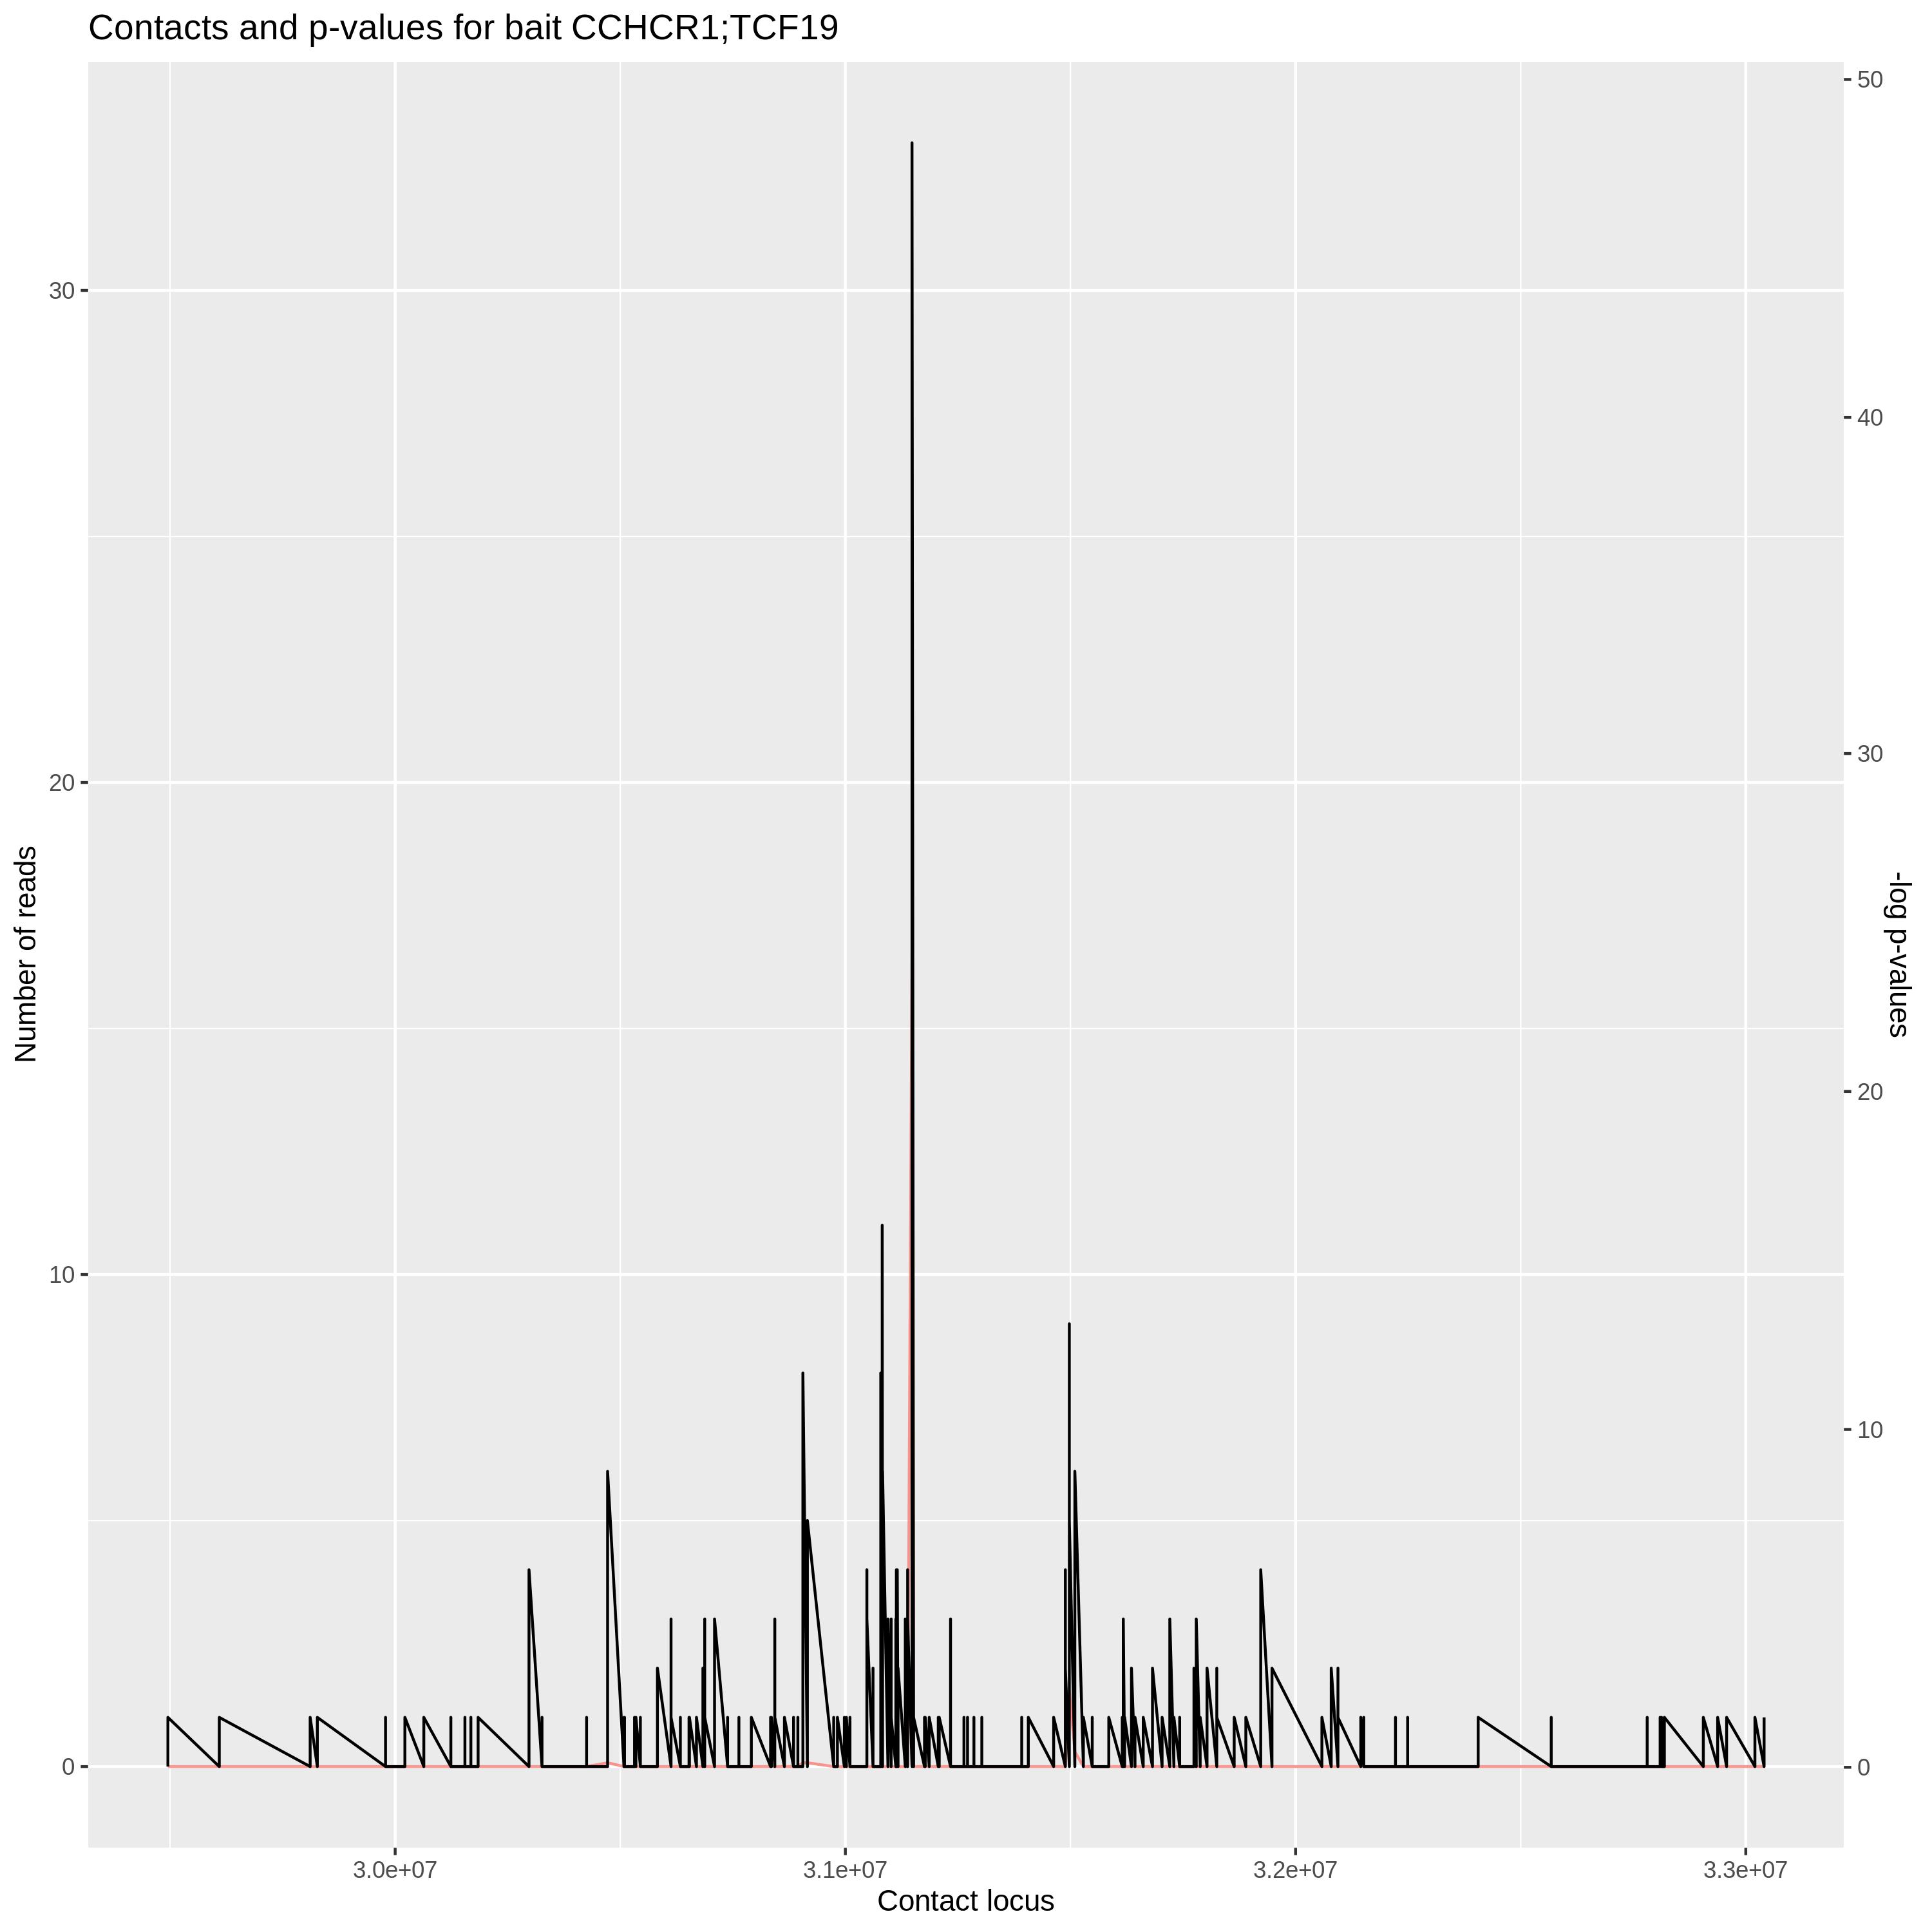 Contacts and p-values for bait CCHCR1;TCF19
50
40
30
20
10
0
30
20
10
0
Number of reads
-log p-values
3.0e+07
3.1e+07
3.2e+07
3.3e+07
Contact locus